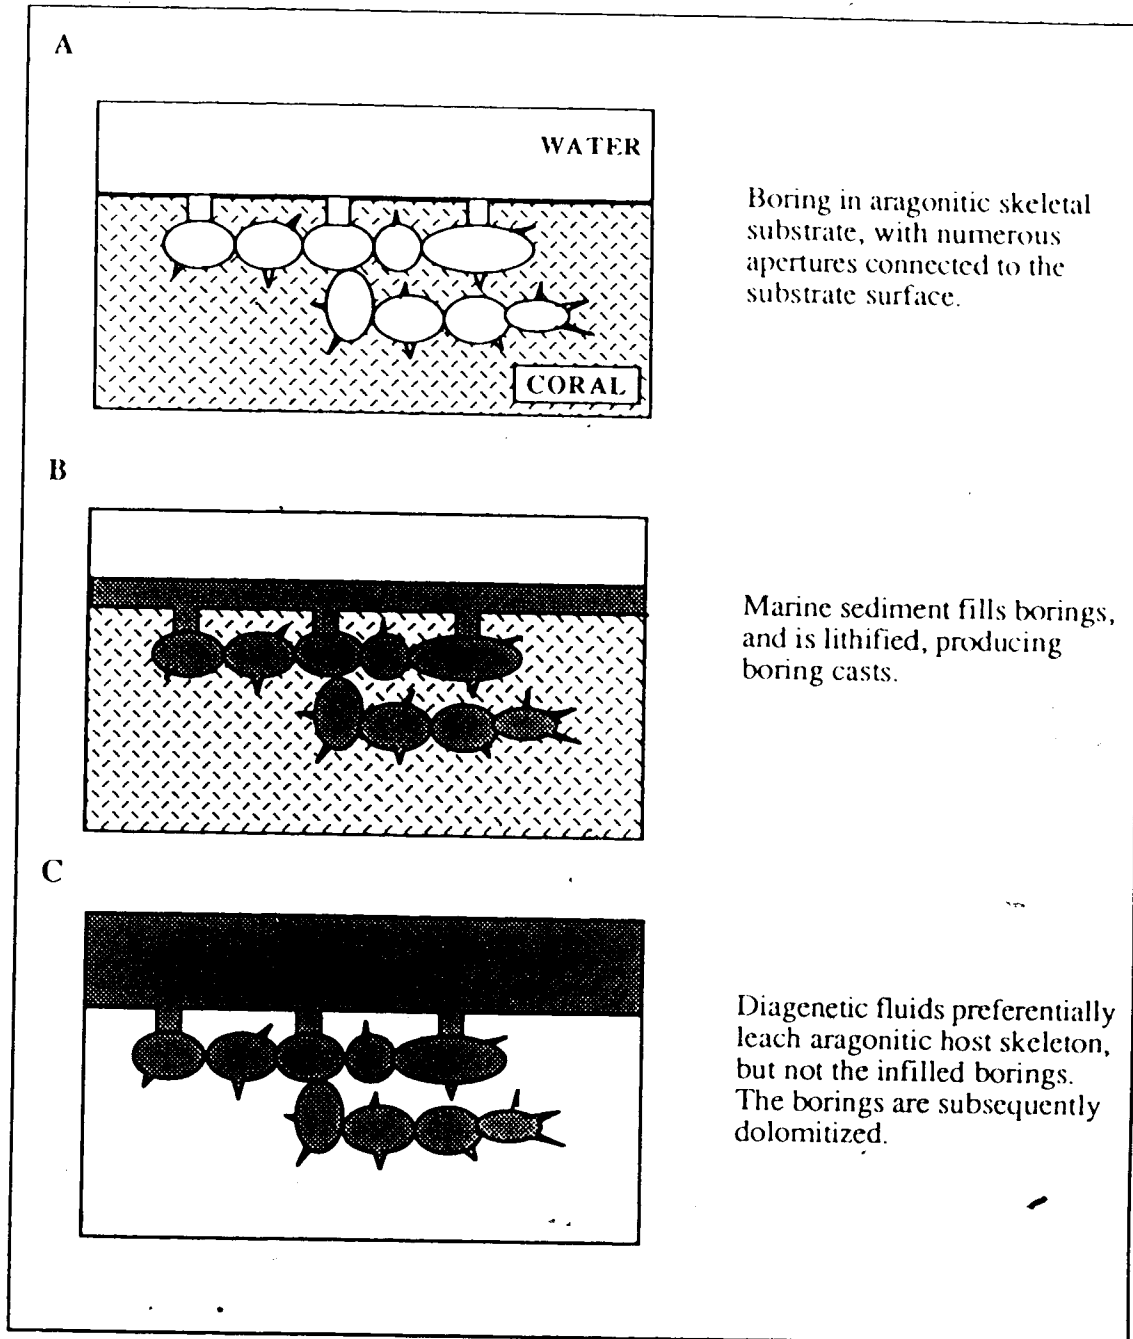 A
WATER
Boring in aragonitic skeletal
substrate, with numerous
apertures connected to the
substrate surface.
CORAL
B
Marine sediment fills borings,
and is lithified, producing
boring casts.
C
Diagenetic fluids preferentially
leach aragonitic host skeleton,
but not the infilled borings.
The borings are subsequently
dolomitized.